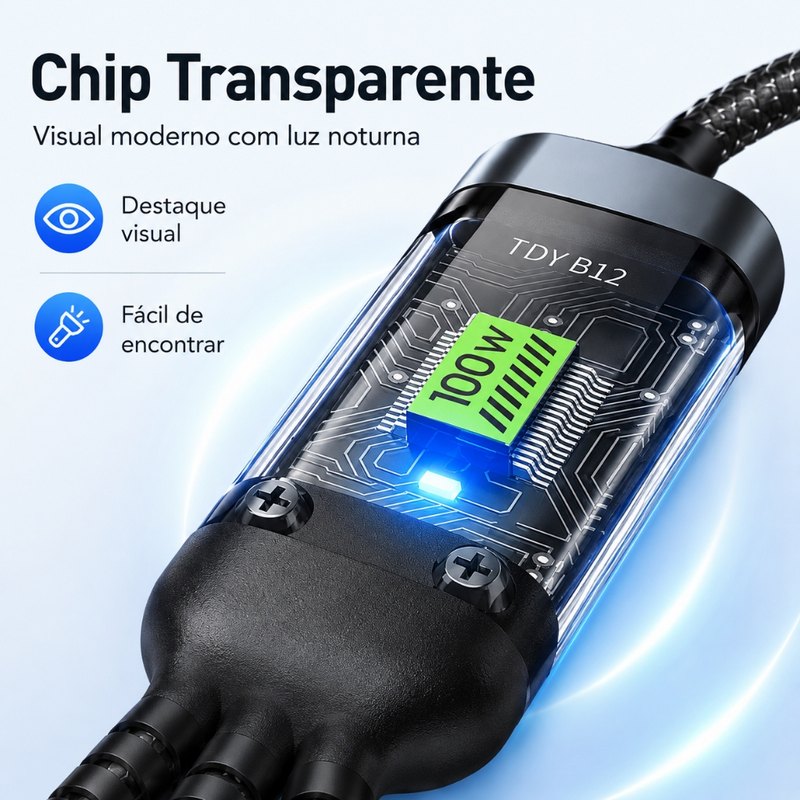 Chip Transparente
Visual moderno com luz noturna
Destaque
visual
Fácil de
encontrar
TDY B12
100W